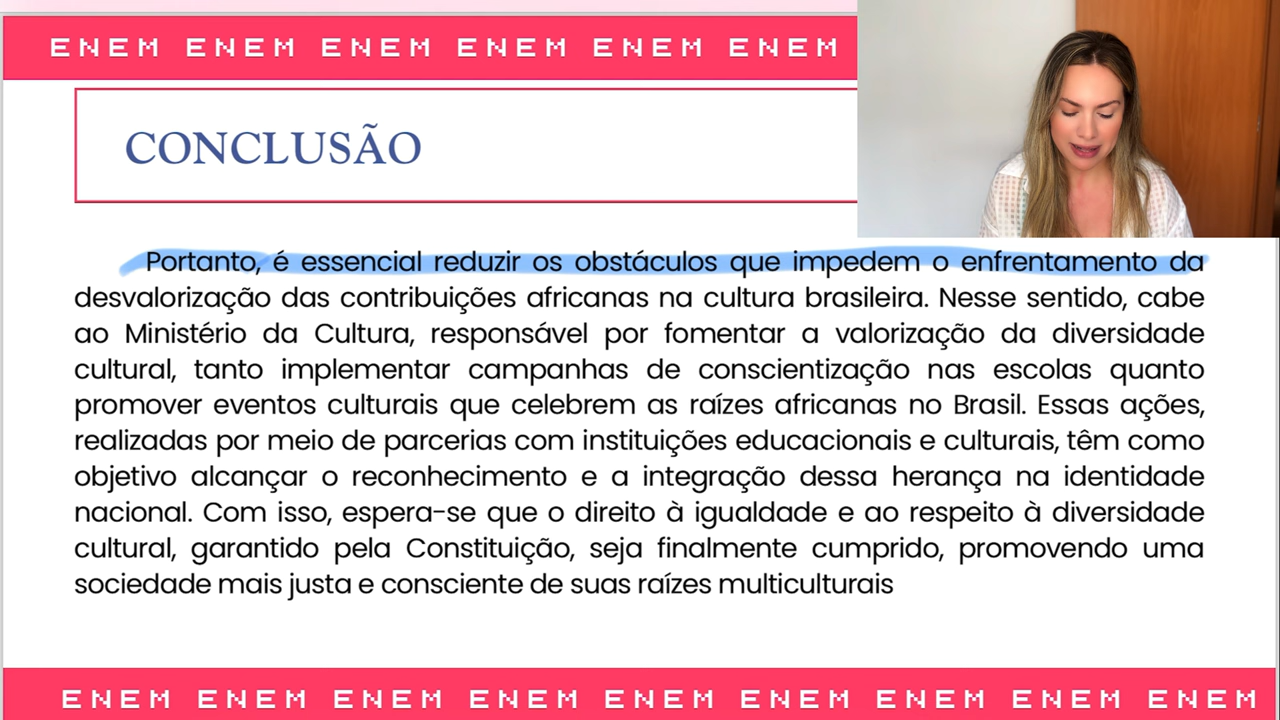 ENEM ENEM ENEM ENEM ENEM ENEM
CONCLUSÃO
Portanto, é essencial reduzir os obstáculos que impedem o enfrentamento da
desvalorização das contribuições africanas na cultura brasileira. Nesse sentido, cabe
ao Ministério da Cultura, responsável por fomentar a valorização da diversidade
cultural, tanto implementar campanhas de conscientização nas escolas quanto
promover eventos culturais que celebrem as raízes africanas no Brasil. Essas ações,
realizadas por meio de parcerias com instituições educacionais e culturais, têm como
objetivo alcançar o reconhecimento e a integração dessa herança na identidade
nacional. Com isso, espera-se que o direito à igualdade e ao respeito à diversidade
cultural, garantido pela Constituição, seja finalmente cumprido, promovendo uma
sociedade mais justa e consciente de suas raízes multiculturais
ENEM ENEM ENEM ENEM ENEM ENEM ENEM ENEM ENEM